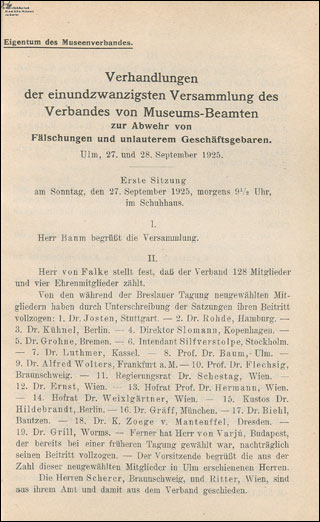 Eigentum des Museenverbandes.
Verhandlungen
der einundzwanzigsten Versammlung des
Verbandes von Museums-Beamten
zur Abwehr von
Fälschungen und unlauterem Geschäftsgebaren.
Ulm, 27. und 28. September 1925.
Erste Sitzung
am Sonntag, den 27. September 1925, morgens 9½ Uhr,
im Schuhhaus.
I.
Herr Baum begrüßt die Versammlung.
II.
Herr von Falke stellt fest, daß der Verband 128 Mitglieder
und vier Ehrenmitglieder zählt.
Von den während der Breslauer Tagung neugewählten Mit-
gliedern haben durch Unterschreibung der Satzungen ihren Beitritt
vollzogen: 1. Dr. Josten, Stuttgart. — 2. Dr. Rohde, Hamburg. —
3. Dr. Kühnel, Berlin. — 4. Direktor Slomann, Kopenhagen. —
5. Dr. Grohne, Bremen. — 6. Intendant Silfverstolpe, Stockholm.
— 7. Dr. Luthmer, Kassel. — 8. Prof. Dr. Baum, Ulm. —
9. Dr. Alfred Wolters, Frankfurt a. M. — 10. Prof. Dr. Flechsig,
Braunschweig. — 11. Regierungsrat Dr. Schestag, Wien. —
12. Dr. Ernst, Wien. — 13. Hofrat Prof. Dr. Hermann, Wien.
— 14. Hofrat Dr. Weixlgärtner, Wien. — 15. Kustos Dr.
Hildebrandt, Berlin. — 16. Dr. Gräff, München. — 17. Dr. Biehl,
Bautzen. — 18. Dr. K. Zoege v. Manteuffel, Dresden. —
19. Dr. Grill, Worms. — Ferner hat Herr von Varjú, Budapest,
der bereits bei einer früheren Tagung gewählt war, nachträglich
seinen Beitritt vollzogen. — Der Vorsitzende begrüßt die aus der
Zahl dieser neugewählten Mitglieder in Ulm erschienenen Herren.
Die Herren Scherer, Braunschweig, und Ritter, Wien, sind
aus ihrem Amt und damit aus dem Verband geschieden.